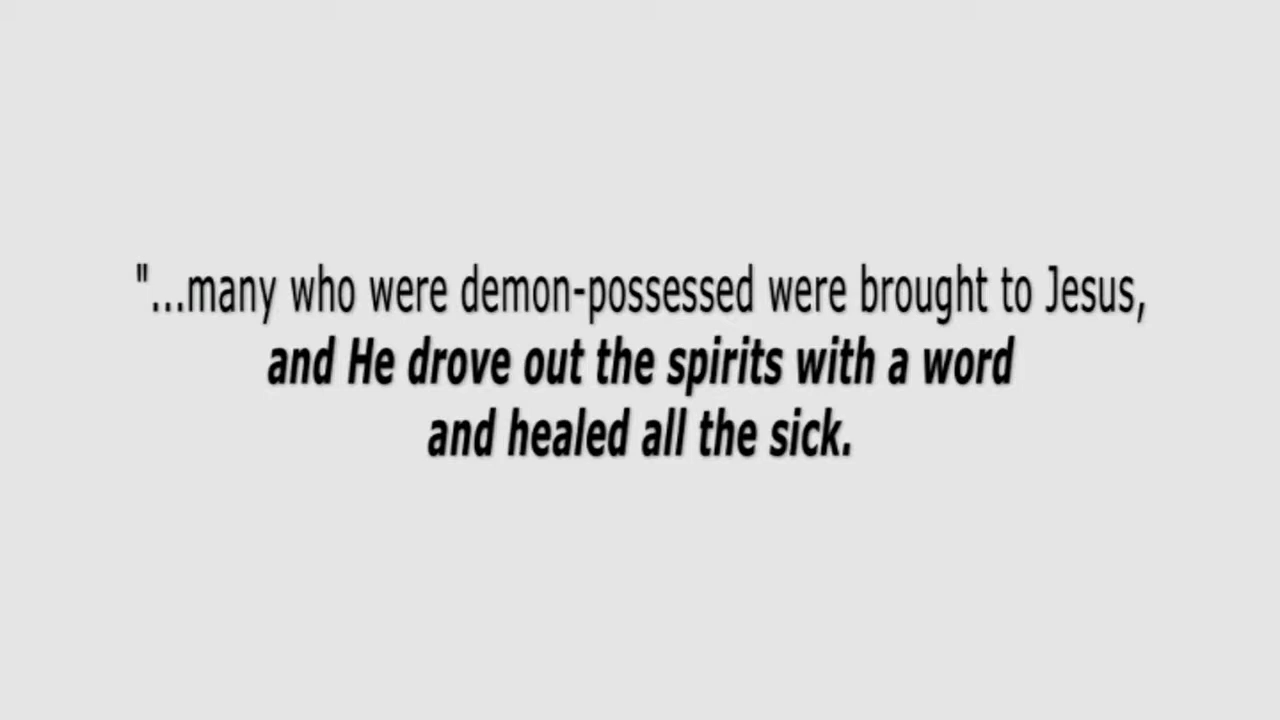 "...many who were demon-possessed were brought to Jesus,
and He drove out the spirits with a word
and healed all the sick.